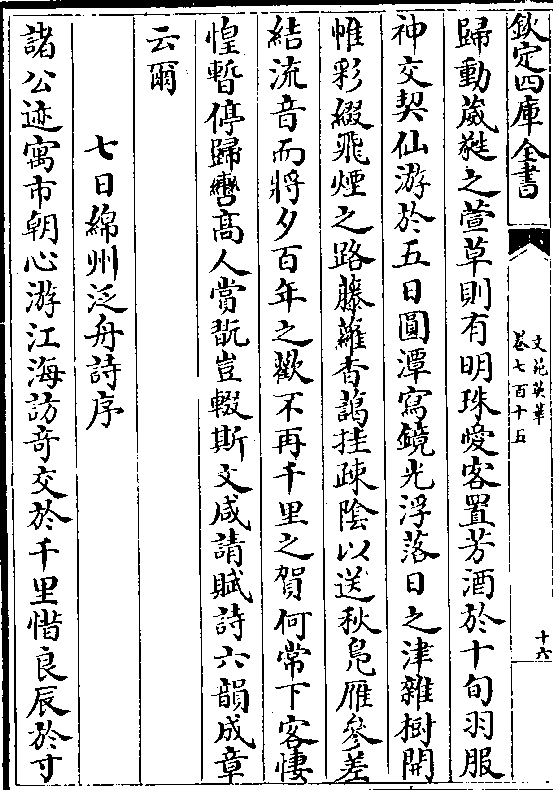 欽定四庫全書
文苑英華
卷七百十五
十六
歸動葳蕤之萱草則有明珠愛客置芳酒於十旬羽服
神交契仙游於五日圓潭寫鏡光浮落日之津雜樹開
帷彩綴飛煙之路藤蘿杳藹挂疎陰以送秋鳧雁參差
結流音而將夕百年之歡不再千里之賀何常下客悽
惶暫停歸轡高人賞翫豈輟斯文咸請賦詩六韻成章
云爾
七日綿州泛舟詩序
諸公迹寓市朝心游江海訪奇交於千里惜良辰於寸